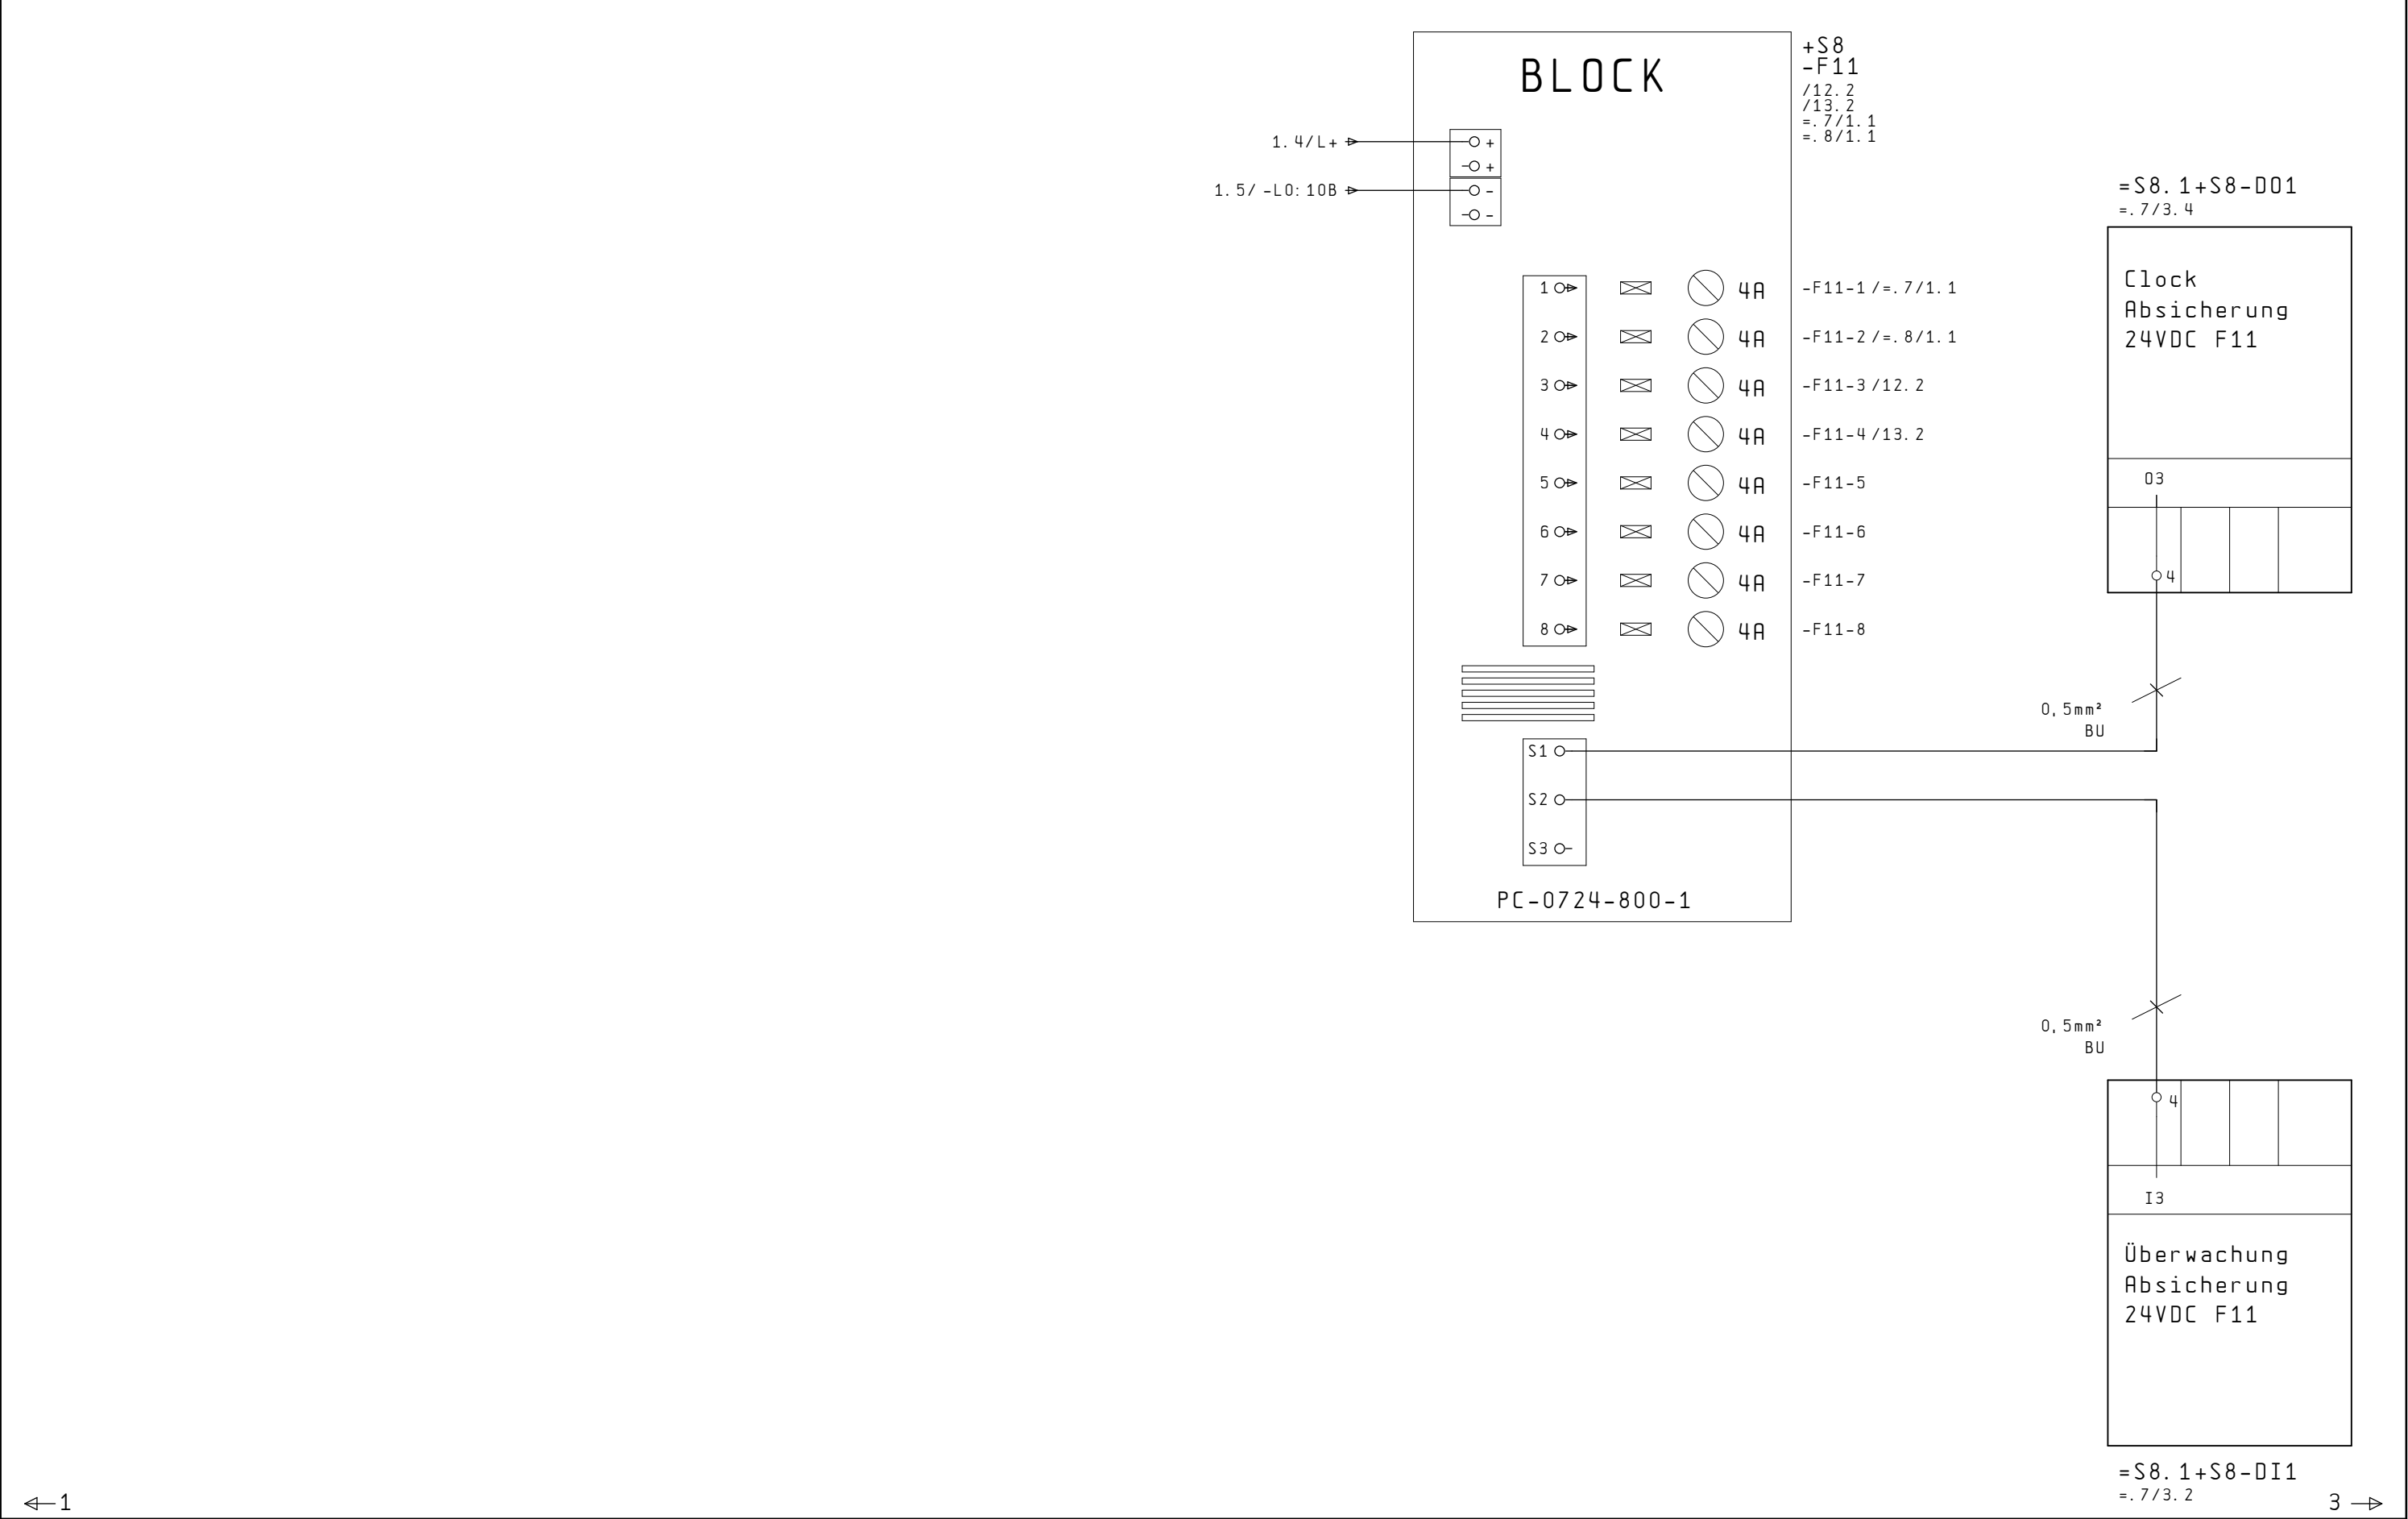 BLOCK
+S8
-F11
/12.2
/13.2
=.7/1.1
=.8/1.1
1.4/L+
+
+
1.5/-L0:10B
-
-
1 4A -F11-1 /=.7/1.1
2 4A -F11-2 /=.8/1.1
3 4A -F11-3 /12.2
4 4A -F11-4 /13.2
5 4A -F11-5
6 4A -F11-6
7 4A -F11-7
8 4A -F11-8
S1
S2
S3
PC-0724-800-1
=S8.1+S8-DO1
=.7/3.4
Clock
Absicherung
24VDC F11
O3
4
0,5mm²
BU
0,5mm²
BU
4
I3
Überwachung
Absicherung
24VDC F11
=S8.1+S8-DI1
=.7/3.2
1
3